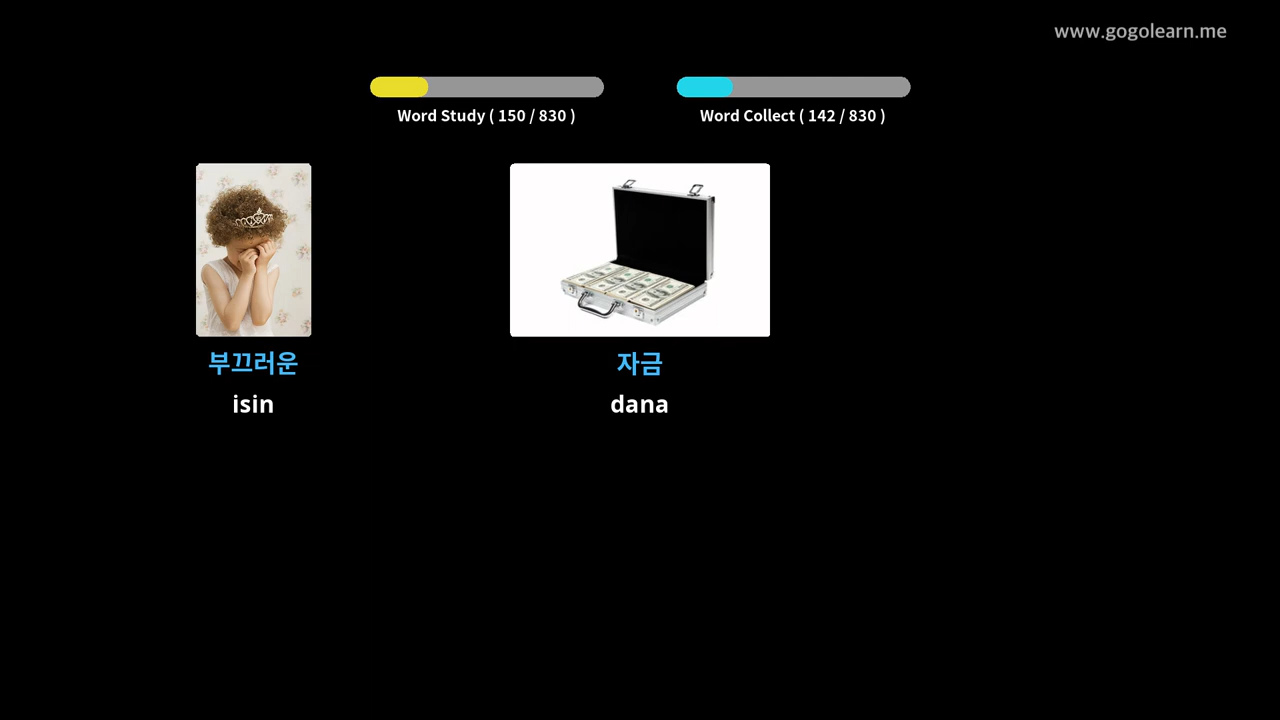 www.gogolearn.me
Word Study ( 150 / 830 )
Word Collect ( 142 / 830 )
부끄러운
isin
자금
dana